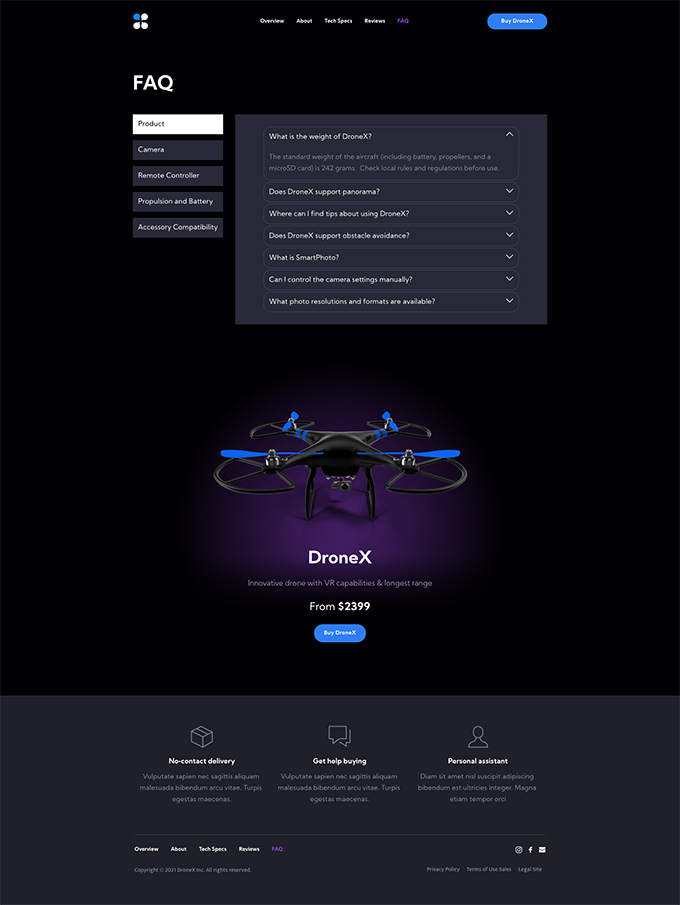 Overview About Tech Specs Reviews FAQ Buy DroneX
FAQ
Product
Camera
Remote Controller
Propulsion and Battery
Accessory Compatibility
What is the weight of DroneX?
The standard weight of the aircraft (including battery, propellers, and a
microSD card) is 242 grams. Check local rules and regulations before use.
Does DroneX support panorama?
Where can I find tips about using DroneX?
Does DroneX support obstacle avoidance?
What is SmartPhoto?
Can I control the camera settings manually?
What photo resolutions and formats are available?
DroneX
Innovative drone with VR capabilities & longest range
From $2399
Buy DroneX
No-contact delivery
Vulputate sapien nec sagittis aliquam
malesuada bibendum arcu vitae. Turpis
egestas maecenas.
Get help buying
Vulputate sapien nec sagittis aliquam
malesuada bibendum arcu vitae. Turpis
egestas maecenas.
Personal assistant
Diam sit amet nisl suscipit adipiscing
bibendum est ultricies integer. Magna
etiam tempor orci
Overview About Tech Specs Reviews FAQ
Copyright © 2021 DroneX Inc. All rights reserved.
Privacy Policy Terms of Use Sales Legal Site